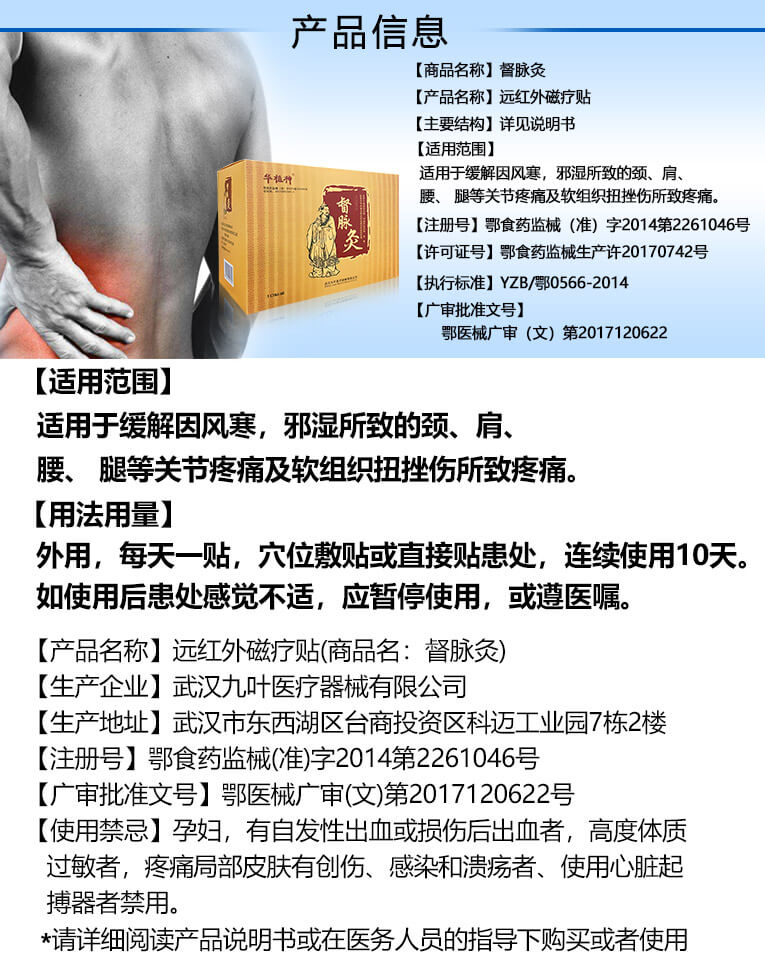 产品信息
【商品名称】督脉灸
【产品名称】远红外磁疗贴
【主要结构】详见说明书
【适用范围】
适用于缓解因风寒，邪湿所致的颈、肩、
腰、 腿等关节疼痛及软组织扭挫伤所致疼痛。
【注册号】鄂食药监械（准）字2014第2261046号
【许可证号】鄂食药监械生产许20170742号
【执行标准】YZB/鄂0566-2014
【广审批准文号】
鄂医械广审（文）第2017120622
华植神
督脉灸
【适用范围】
适用于缓解因风寒，邪湿所致的颈、肩、
腰、 腿等关节疼痛及软组织扭挫伤所致疼痛。
【用法用量】
外用，每天一贴，穴位敷贴或直接贴患处，连续使用10天。
如使用后患处感觉不适，应暂停使用，或遵医嘱。
【产品名称】远红外磁疗贴(商品名：督脉灸)
【生产企业】武汉九叶医疗器械有限公司
【生产地址】武汉市东西湖区台商投资区科迈工业园7栋2楼
【注册号】鄂食药监械(准)字2014第2261046号
【广审批准文号】鄂医械广审(文)第2017120622号
【使用禁忌】孕妇，有自发性出血或损伤后出血者，高度体质
过敏者，疼痛局部皮肤有创伤、感染和溃疡者、使用心脏起
搏器者禁用。
*请详细阅读产品说明书或在医务人员的指导下购买或者使用